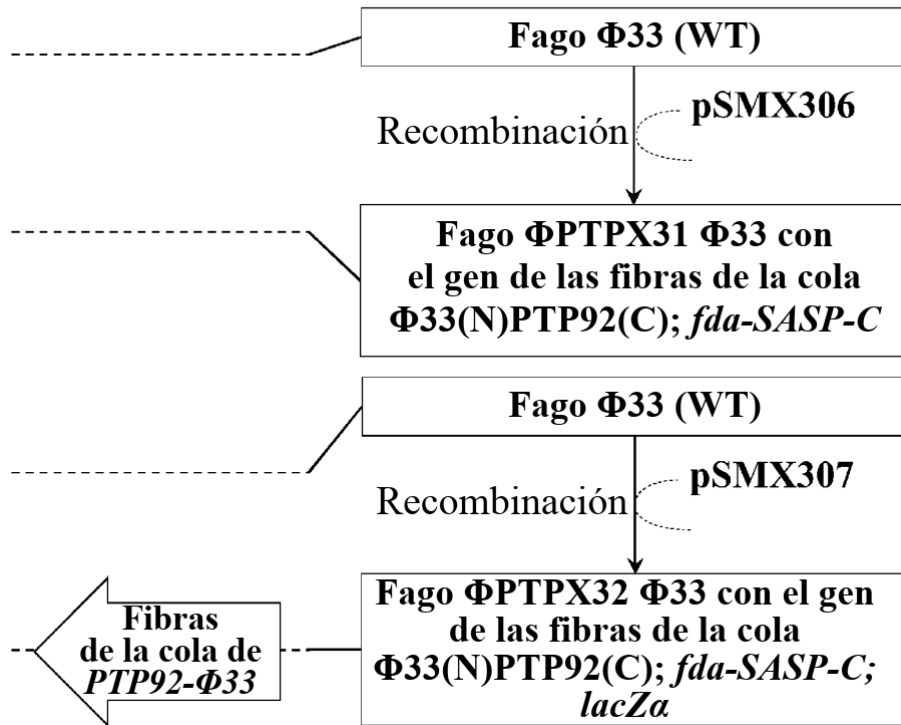 Fago Φ33 (WT)
pSMX306
Recombinación
Fago ΦPTPX31 Φ33 con
el gen de las fibras de la cola
Φ33(N)PTP92(C); fda-SASP-C
Fago Φ33 (WT)
pSMX307
Recombinación
Fago ΦPTPX32 Φ33 con el gen
de las fibras de la cola
Φ33(N)PTP92(C); fda-SASP-C;
lacZα
Fibras
de la cola de
PTP92-Φ33